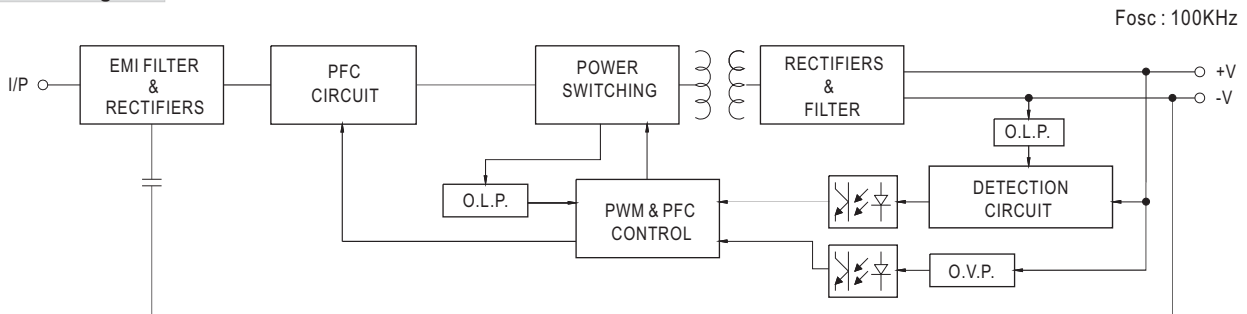 Fosc : 100KHz
I/P
EMI FILTER
&
RECTIFIERS
PFC
CIRCUIT
POWER
SWITCHING
RECTIFIERS
&
FILTER
+V
-V
O.L.P.
O.L.P.
PWM & PFC
CONTROL
DETECTION
CIRCUIT
O.V.P.